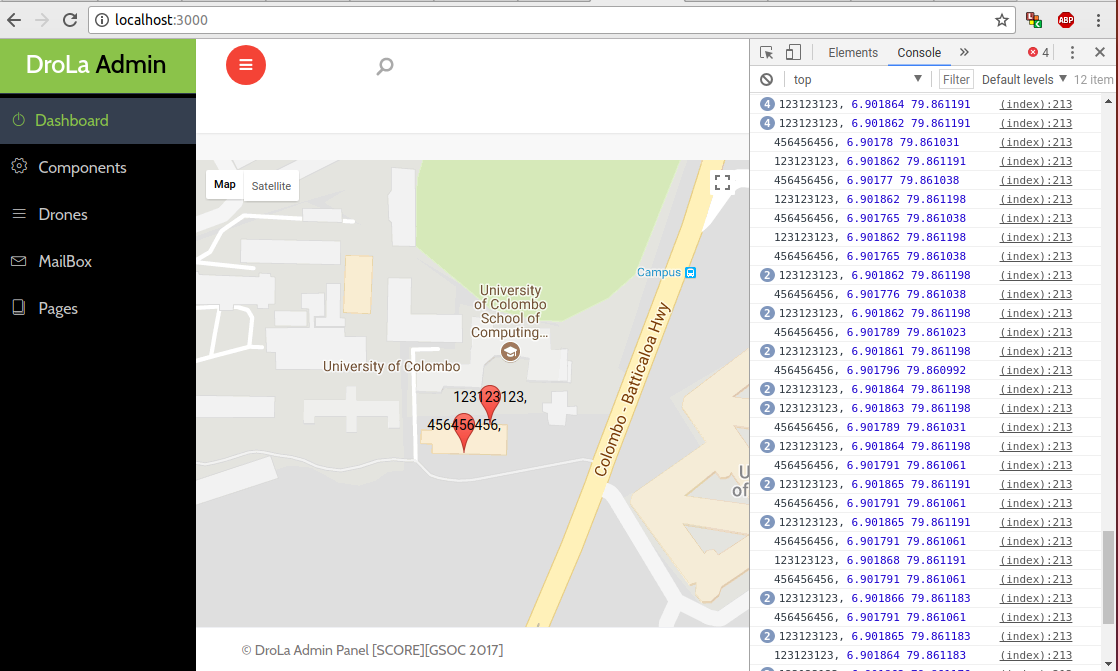 localhost:3000
ABP
DroLa Admin
Dashboard
Components
Drones
MailBox
Pages
Map
Satellite
Campus
University
of Colombo
School of
Computing...
University of Colombo
123123123,
456456456,
Colombo - Batticaloa Hwy
U
of
© DroLa Admin Panel [SCORE][GSOC 2017]
Elements Console » 4
top Filter Default levels 12 item
4 123123123, 6.901864 79.861191 (index):213
4 123123123, 6.901862 79.861191 (index):213
456456456, 6.90178 79.861031 (index):213
123123123, 6.901862 79.861191 (index):213
456456456, 6.90177 79.861038 (index):213
123123123, 6.901862 79.861198 (index):213
456456456, 6.901765 79.861038 (index):213
123123123, 6.901862 79.861198 (index):213
456456456, 6.901765 79.861038 (index):213
2 123123123, 6.901862 79.861198 (index):213
456456456, 6.901776 79.861038 (index):213
2 123123123, 6.901862 79.861198 (index):213
456456456, 6.901789 79.861023 (index):213
2 123123123, 6.901861 79.861198 (index):213
456456456, 6.901796 79.860992 (index):213
2 123123123, 6.901864 79.861198 (index):213
2 123123123, 6.901863 79.861198 (index):213
456456456, 6.901789 79.861031 (index):213
2 123123123, 6.901864 79.861198 (index):213
456456456, 6.901791 79.861061 (index):213
2 123123123, 6.901865 79.861191 (index):213
456456456, 6.901791 79.861061 (index):213
2 123123123, 6.901865 79.861191 (index):213
456456456, 6.901791 79.861061 (index):213
123123123, 6.901868 79.861191 (index):213
456456456, 6.901791 79.861061 (index):213
2 123123123, 6.901866 79.861183 (index):213
456456456, 6.901791 79.861061 (index):213
2 123123123, 6.901865 79.861183 (index):213
123123123, 6.901864 79.861183 (index):213